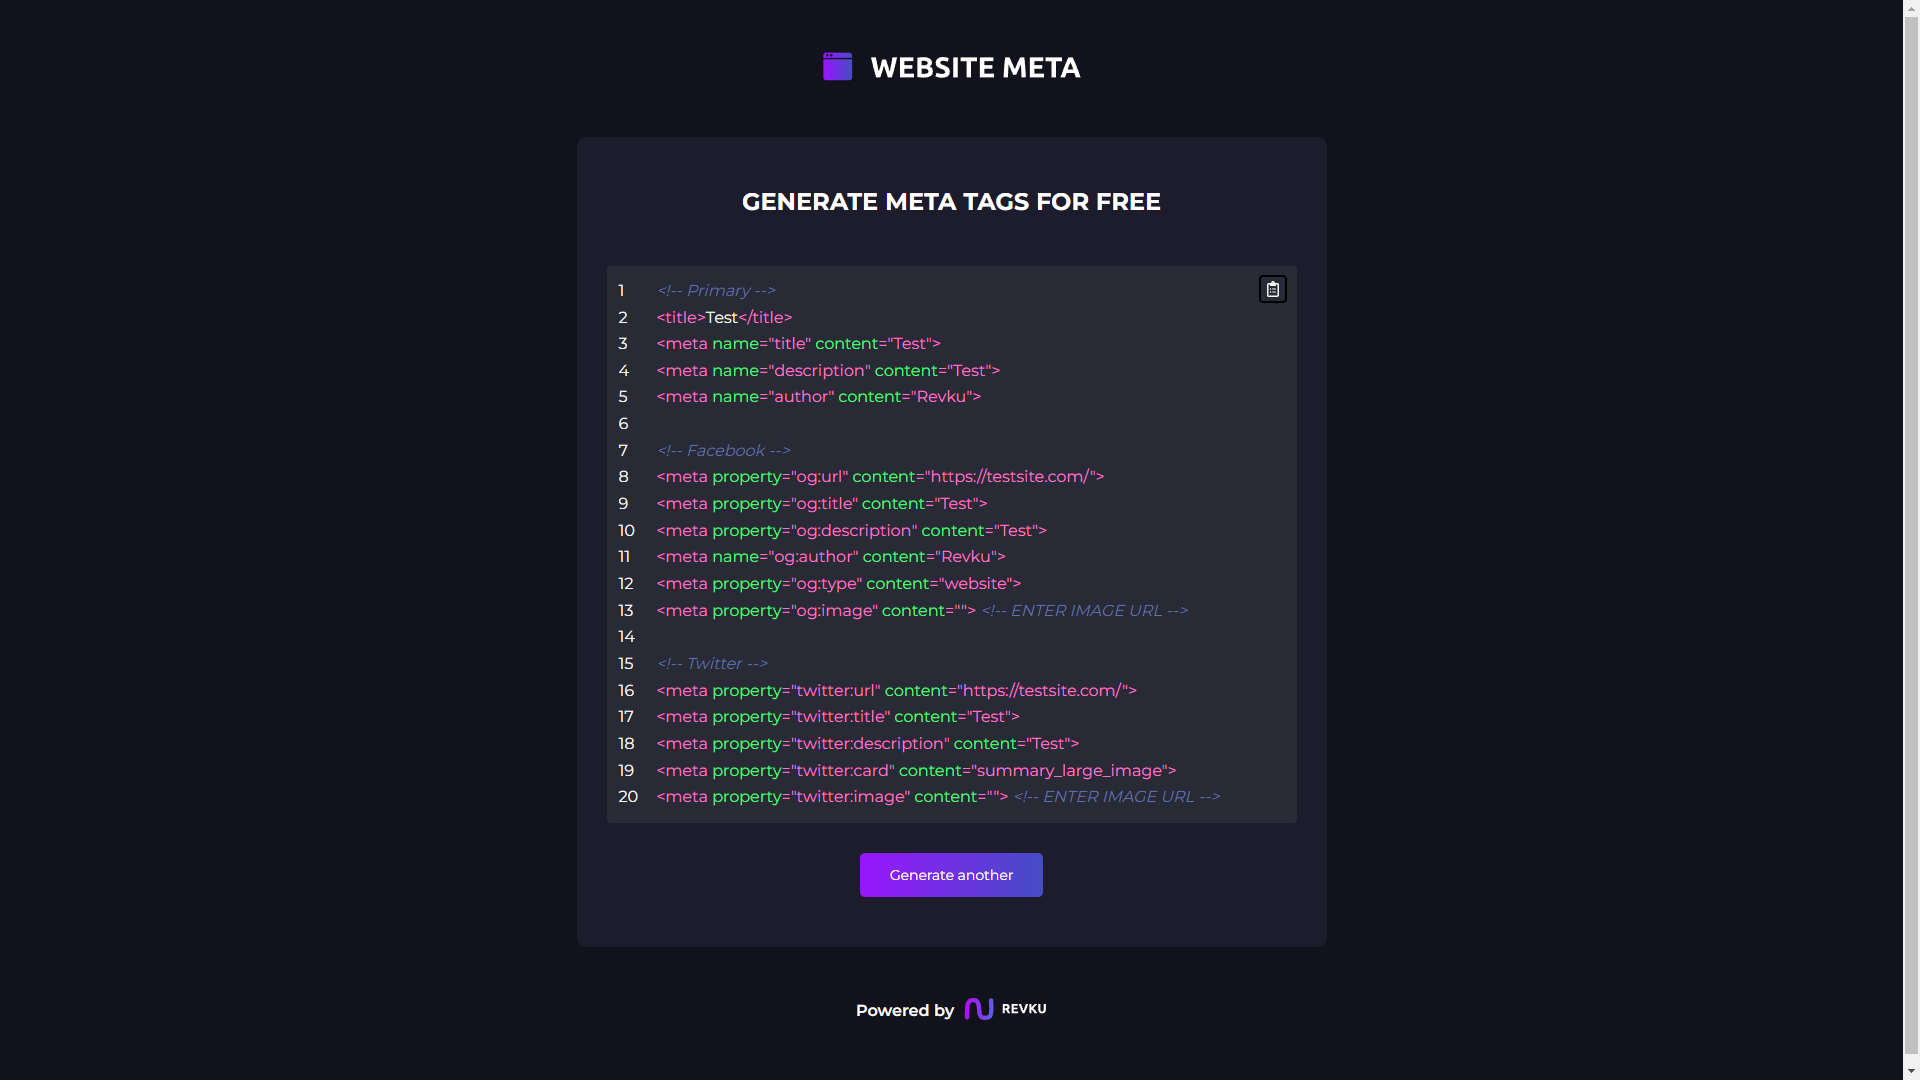 WEBSITE META
GENERATE META TAGS FOR FREE
1 <!-- Primary -->
2 <title>Test</title>
3 <meta name="title" content="Test">
4 <meta name="description" content="Test">
5 <meta name="author" content="Revku">
6
7 <!-- Facebook -->
8 <meta property="og:url" content="https://testsite.com/">
9 <meta property="og:title" content="Test">
10 <meta property="og:description" content="Test">
11 <meta name="og:author" content="Revku">
12 <meta property="og:type" content="website">
13 <meta property="og:image" content=""> <!-- ENTER IMAGE URL -->
14
15 <!-- Twitter -->
16 <meta property="twitter:url" content="https://testsite.com/">
17 <meta property="twitter:title" content="Test">
18 <meta property="twitter:description" content="Test">
19 <meta property="twitter:card" content="summary_large_image">
20 <meta property="twitter:image" content=""> <!-- ENTER IMAGE URL -->
Generate another
Powered by REVKU